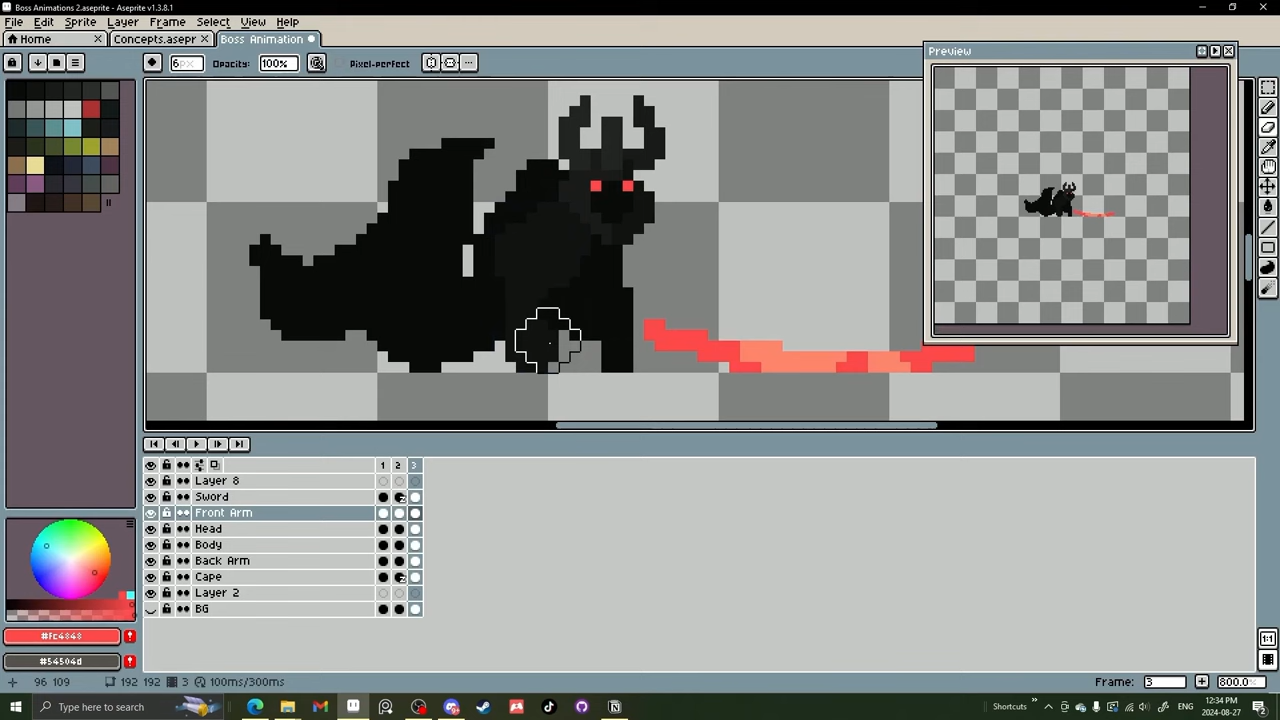 Boss Animations 2.aseprite - Aseprite v1.3.8.1
File Edit Sprite Layer Frame Select View Help
Home Concepts.asepr Boss Animation
6px Opacity: 100% Pixel-perfect
Preview
1 2 3
Layer 8
Sword
Front Arm
Head
Body
Back Arm
Cape
Layer 2
BG
#fc4848
#54504d
96 109 192 192 3 100ms/300ms Frame: 3 1:1 800.0
Type here to search Shortcuts 12:34 PM
2024-08-27